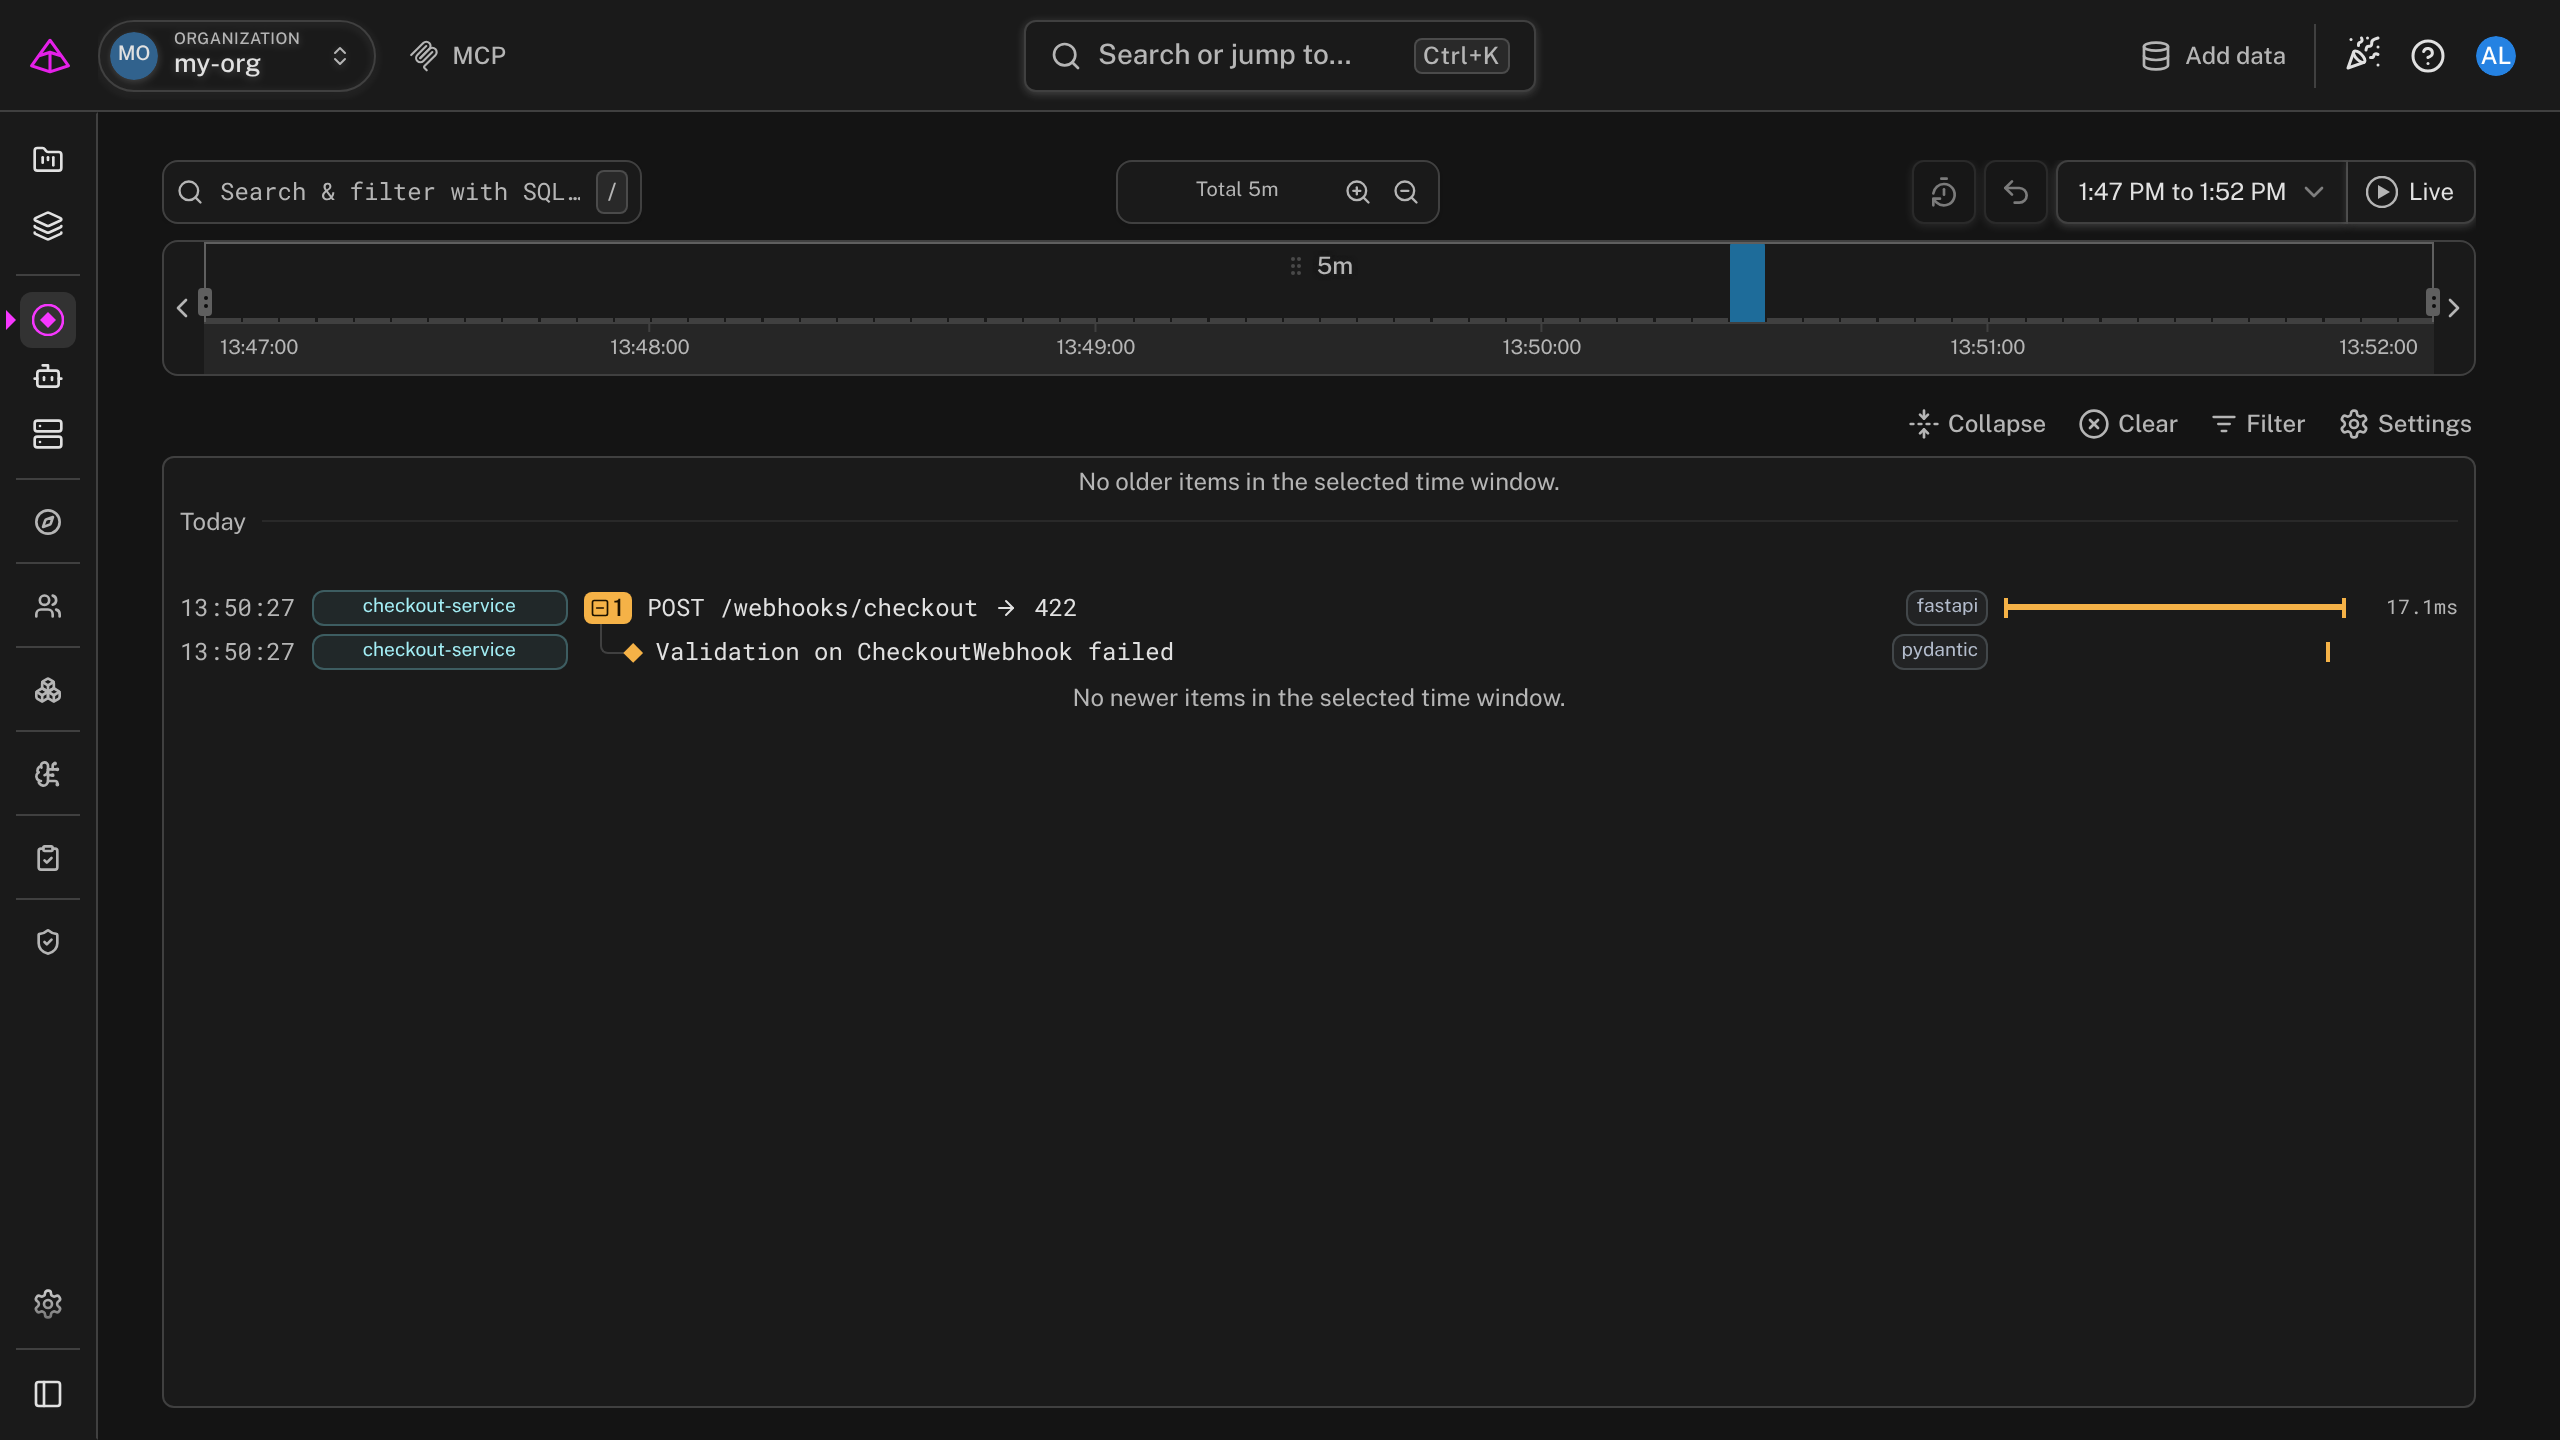 MO
ORGANIZATION
my-org
MCP
Search or jump to...
Ctrl+K
Add data
AL
Search & filter with SQL…
/
Total 5m
1:47 PM to 1:52 PM
Live
5m
13:47:00
13:48:00
13:49:00
13:50:00
13:51:00
13:52:00
Collapse
Clear
Filter
Settings
No older items in the selected time window.
Today
13:50:27 checkout-service 1 POST /webhooks/checkout → 422 fastapi 17.1ms
13:50:27 checkout-service Validation on CheckoutWebhook failed pydantic
No newer items in the selected time window.